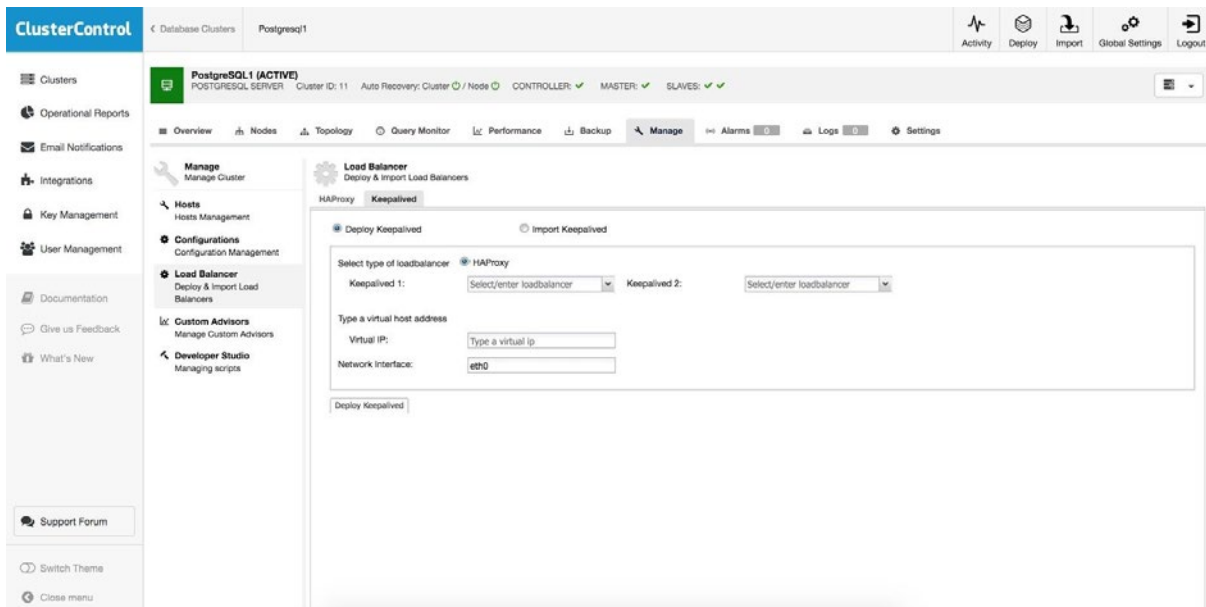 ClusterControl
Database Clusters
Postgresql1
Activity
Deploy
Import
Global Settings
Logout
Clusters
Operational Reports
Email Notifications
Integrations
Key Management
User Management
Documentation
Give us Feedback
What's New
Support Forum
Switch Theme
Close menu
PostgreSQL1 (ACTIVE)
POSTGRESQL SERVER Cluster ID: 11 Auto Recovery: Cluster / Node CONTROLLER: ✔ MASTER: ✔ SLAVES: ✔ ✔
Overview Nodes Topology Query Monitor Performance Backup Manage Alarms 0 Logs 0 Settings
Manage
Manage Cluster
Hosts
Hosts Management
Configurations
Configuration Management
Load Balancer
Deploy & Import Load
Balancers
Custom Advisors
Manage Custom Advisors
Developer Studio
Managing scripts
Load Balancer
Deploy & Import Load Balancers
HAProxy Keepalived
Deploy Keepalived Import Keepalived
Select type of loadbalancer HAProxy
Keepalived 1: Select/enter loadbalancer Keepalived 2: Select/enter loadbalancer
Type a virtual host address
Virtual IP: Type a virtual ip
Network Interface: eth0
Deploy Keepalived